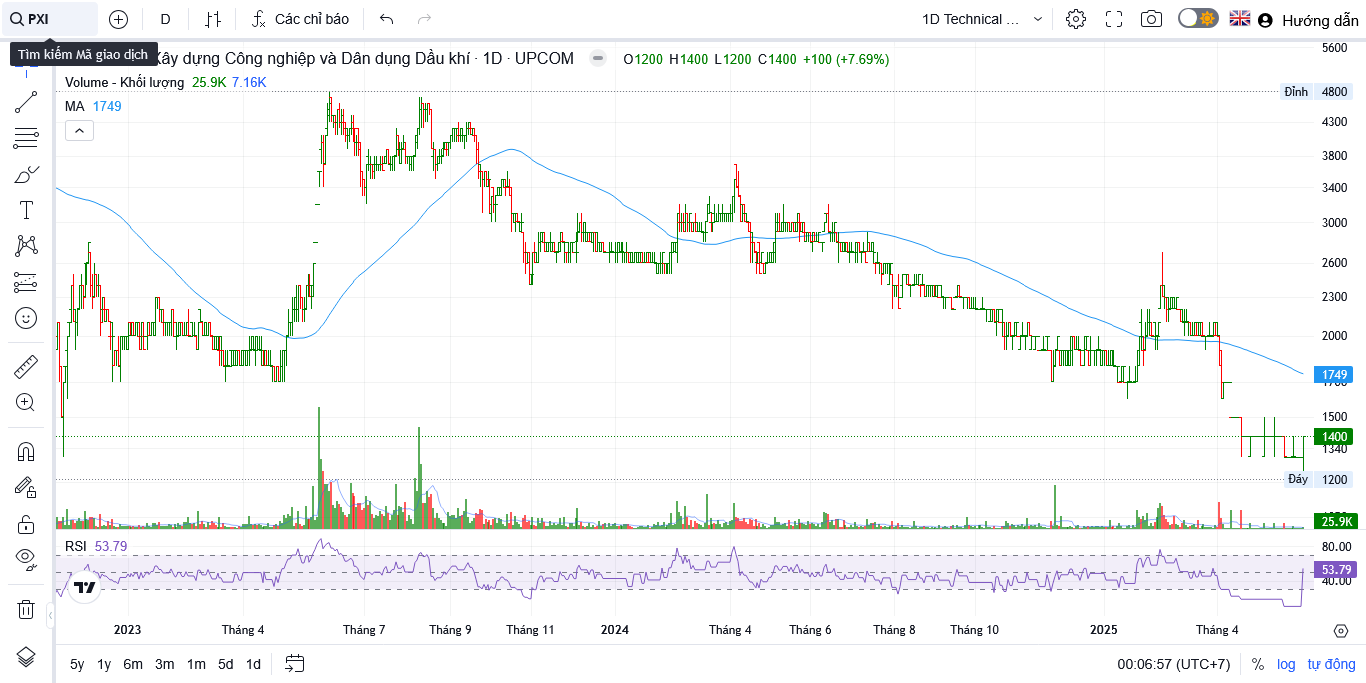 PXI
D
Các chỉ báo
1D Technical ...
Hướng dẫn
Tìm kiếm Mã giao dịch
Xây dựng Công nghiệp và Dân dụng Dầu khí · 1D · UPCOM
O1200 H1400 L1200 C1400 +100 (+7.69%)
Volume - Khối lượng 25.9K 7.16K
MA 1749
5600
Đỉnh 4800
4300
3800
3400
3000
2600
2300
2000
1749
1500
1400
1340
Đáy 1200
25.9K
RSI 53.79
80.00
53.79
40.00
2023 Tháng 4 Tháng 7 Tháng 9 Tháng 11 2024 Tháng 4 Tháng 6 Tháng 8 Tháng 10 2025 Tháng 4
5y 1y 6m 3m 1m 5d 1d
00:06:57 (UTC+7) % log tự động